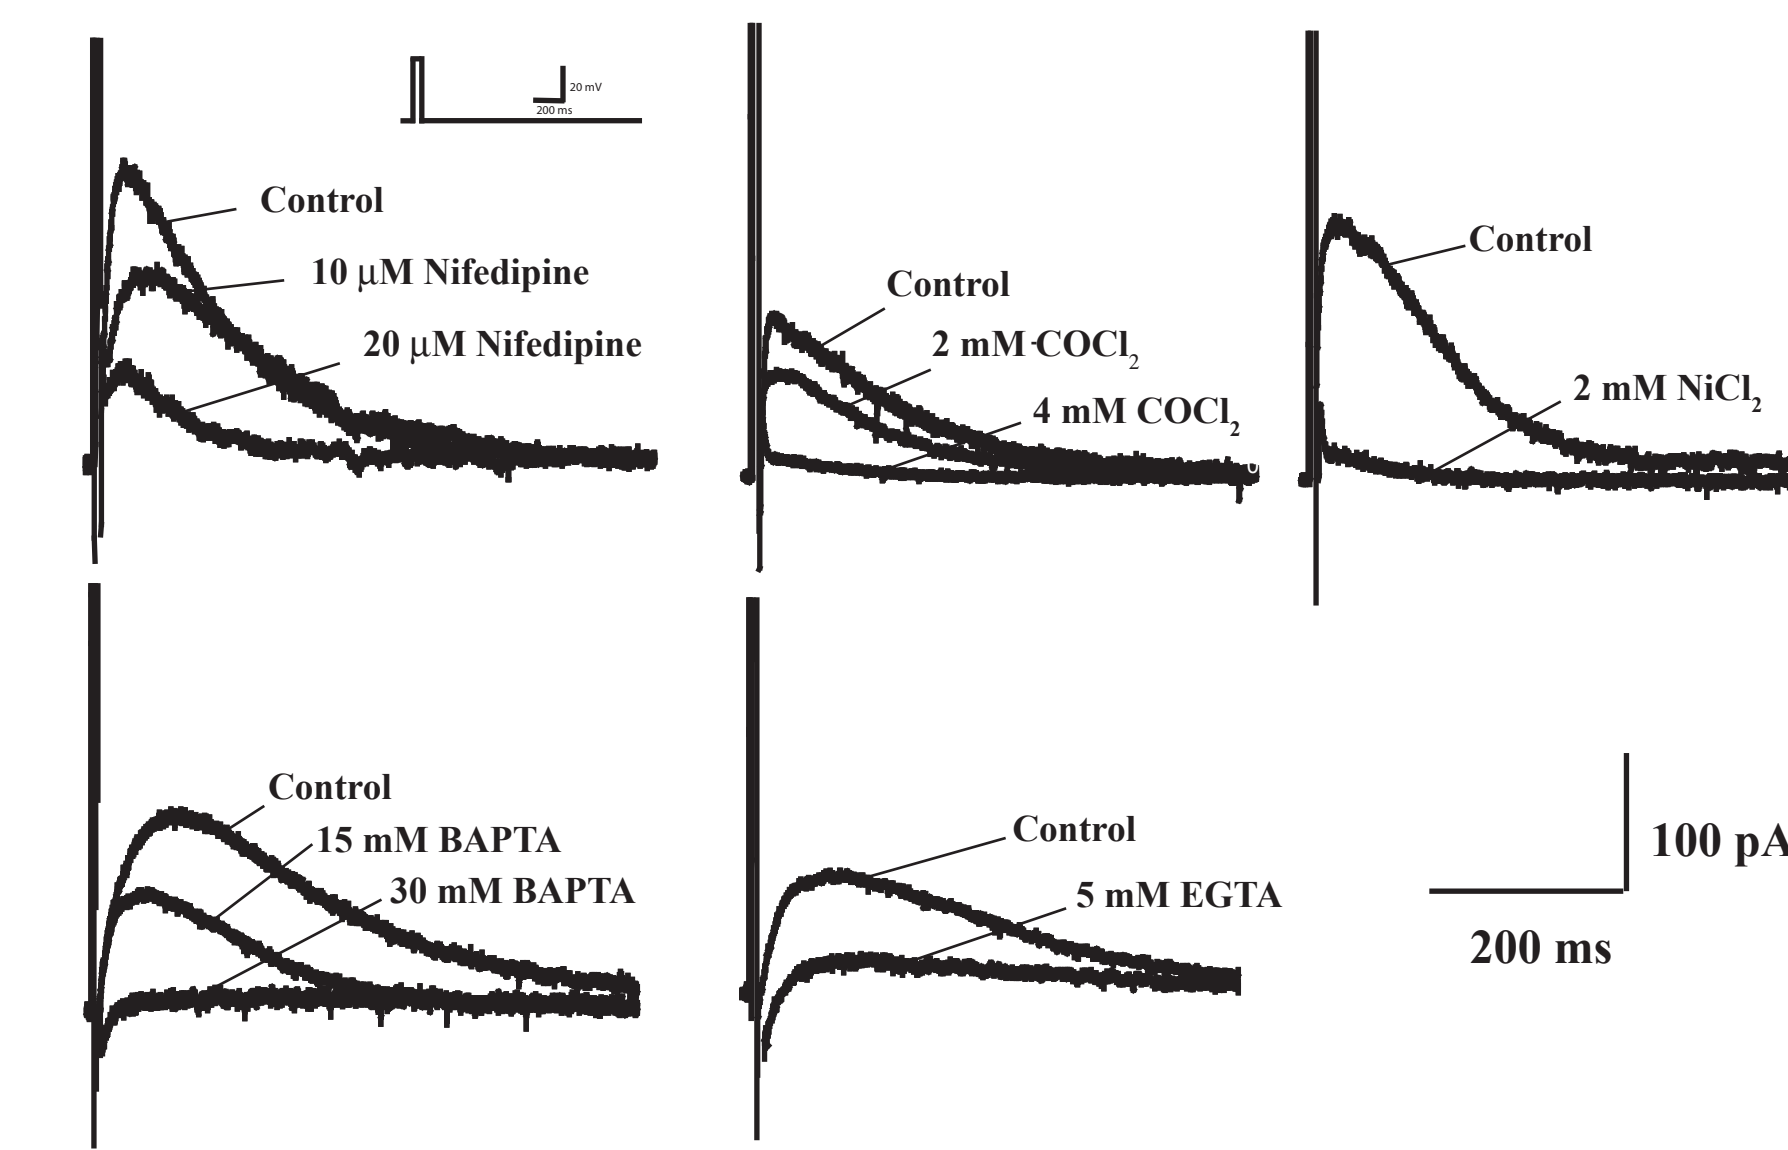 20 mV
200 ms
Control
10 μM Nifedipine
20 μM Nifedipine
Control
2 mM COCl2
4 mM COCl2
Control
2 mM NiCl2
Control
15 mM BAPTA
30 mM BAPTA
Control
5 mM EGTA
100 pA
200 ms